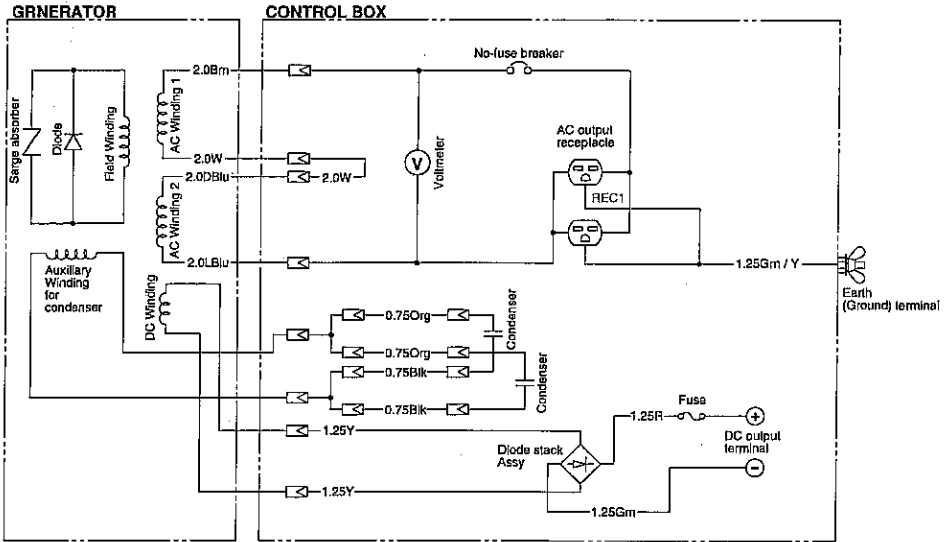 GRNERATOR
CONTROL BOX
No-fuse breaker
2.0Brn
Sarge absorber
Diode
Field Winding
AC Winding 1
AC output
receptacle
V
Voltmeter
2.0W
2.0DBlu
2.0W
REC1
AC Winding 2
2.0LBlu
1.25Grn / Y
Auxiliary
Winding
for
condenser
DC Winding
Earth
(Ground) terminal
0.75Org
Condenser
0.75Org
0.75Blk
Condenser
0.75Blk
1.25Y
Fuse
1.25R
+
Diode stack
Assy
DC output
terminal
−
1.25Y
1.25Grn